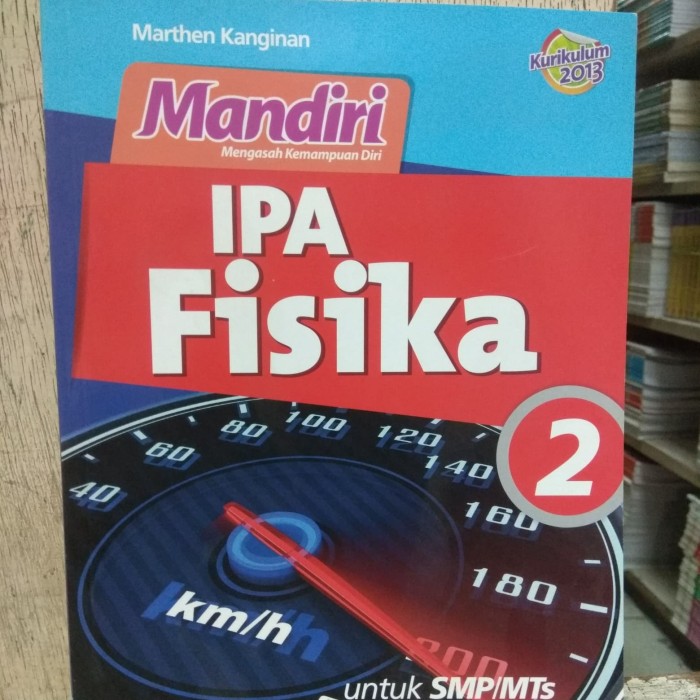 Marthen Kanginan
Kurikulum
2013
Mandiri
Mengasah Kemampuan Diri
IPA
Fisika
2
40
60
80
100
120
140
160
180
200
km/h
untuk SMP/MTs